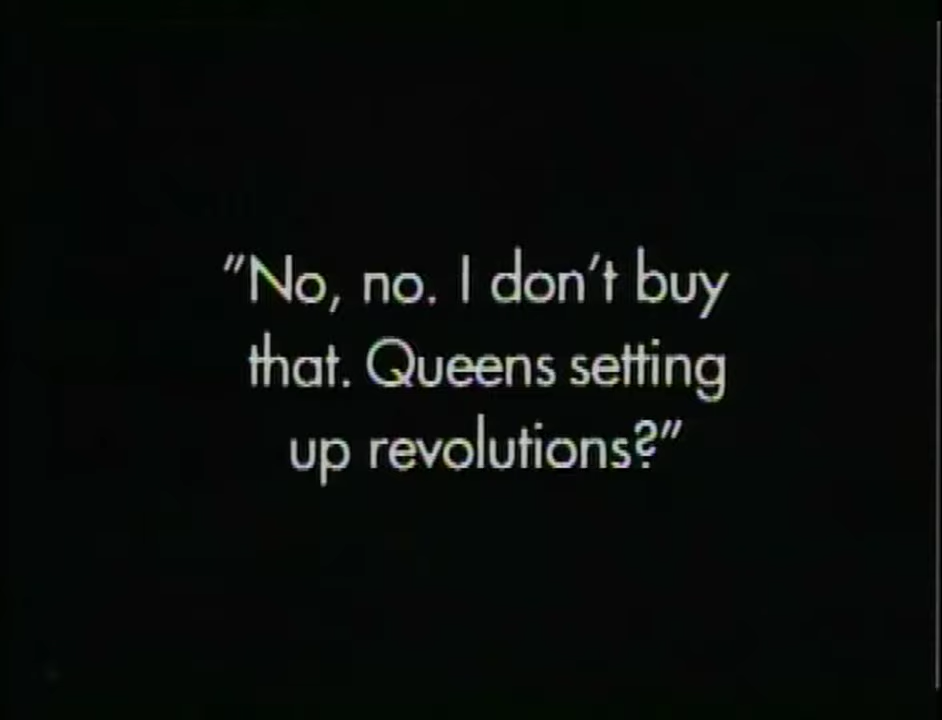 "No, no. I don't buy
that. Queens setting
up revolutions?"